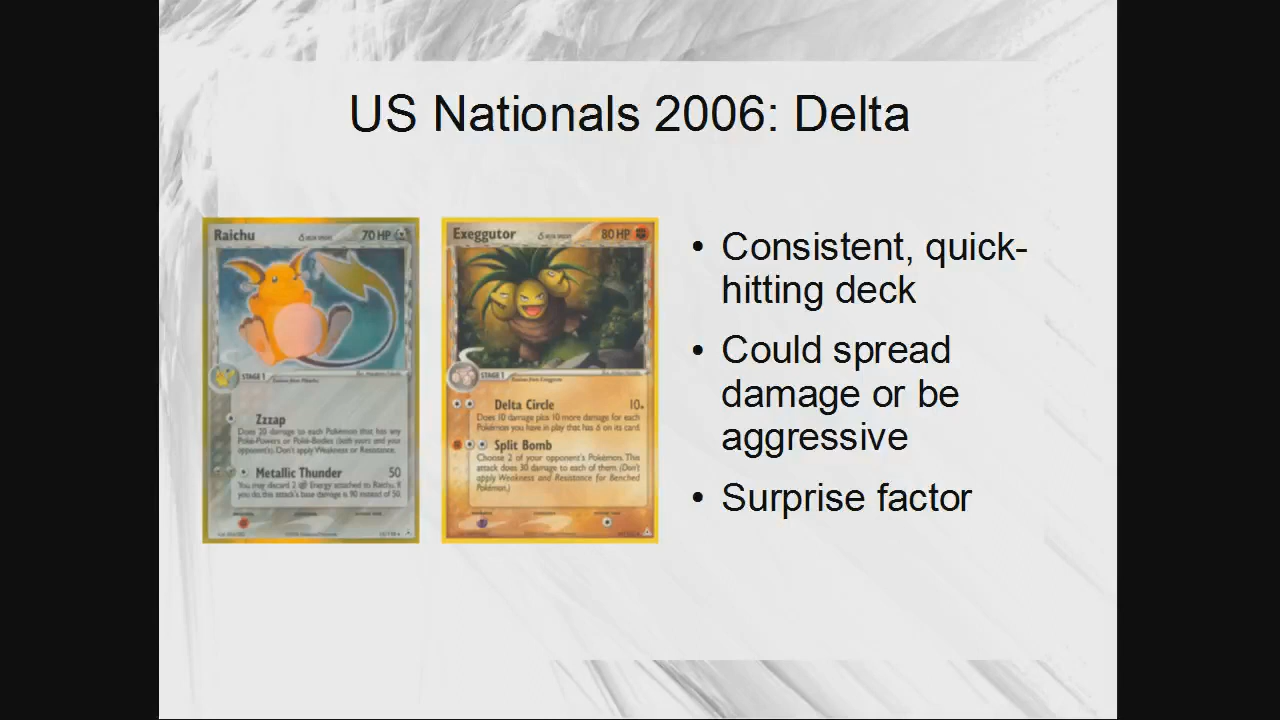 US Nationals 2006: Delta
Raichu
70 HP
STAGE 1
Zzzap
Does 20 damage to each Pokémon that has any
Poké-Powers or Poké-Bodies (both yours and your
opponent's). Don't apply Weakness or Resistance.
Metallic Thunder 50
You may discard 2 Energy attached to Raichu. If
you do, this attack's base damage is 90 instead of 50.
Exeggutor
80 HP
STAGE 1
Delta Circle 10+
Does 10 damage plus 10 more damage for each
Pokémon you have in play that has δ on its card.
Split Bomb
Choose 2 of your opponent's Pokémon. This
attack does 30 damage to each of them. (Don't
apply Weakness and Resistance for Benched
Pokémon.)
• Consistent, quick-
hitting deck
• Could spread
damage or be
aggressive
• Surprise factor